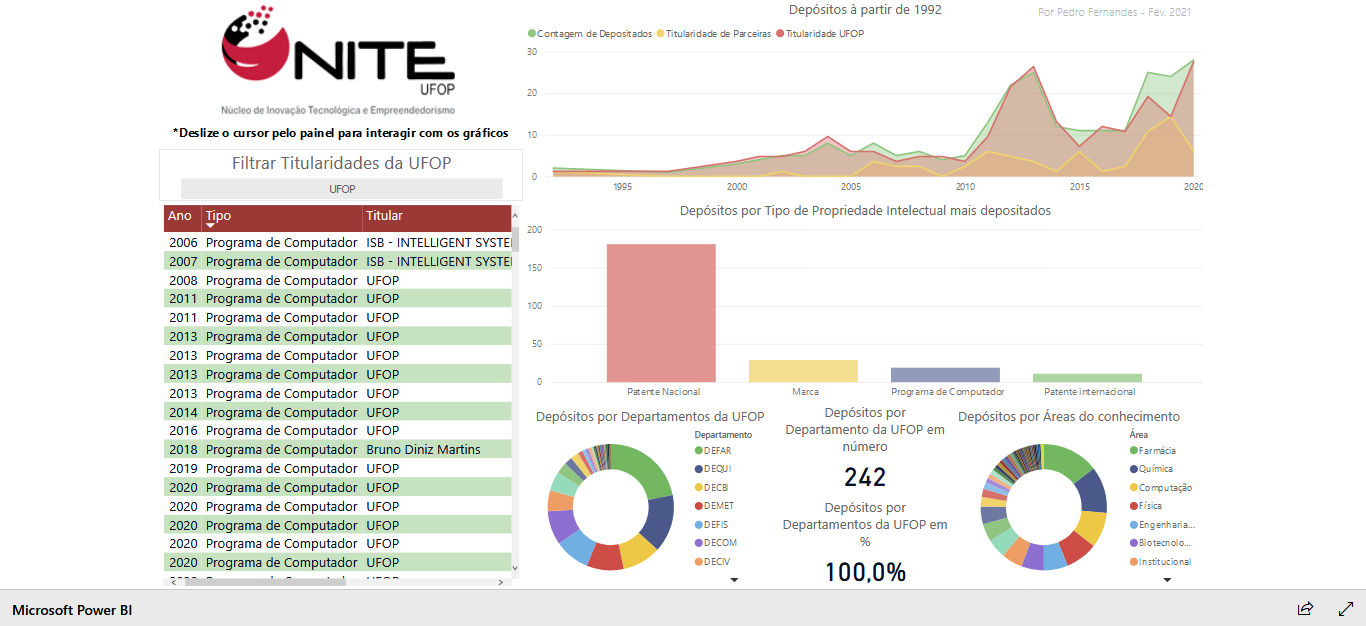 NITE
UFOP
Núcleo de Inovação Tecnológica e Empreendedorismo
*Deslize o cursor pelo painel para interagir com os gráficos
Filtrar Titularidades da UFOP
UFOP
Ano Tipo Titular
2006 Programa de Computador ISB - INTELLIGENT SYSTE
2007 Programa de Computador ISB - INTELLIGENT SYSTE
2008 Programa de Computador UFOP
2011 Programa de Computador UFOP
2011 Programa de Computador UFOP
2013 Programa de Computador UFOP
2013 Programa de Computador UFOP
2013 Programa de Computador UFOP
2013 Programa de Computador UFOP
2014 Programa de Computador UFOP
2016 Programa de Computador UFOP
2018 Programa de Computador Bruno Diniz Martins
2019 Programa de Computador UFOP
2020 Programa de Computador UFOP
2020 Programa de Computador UFOP
2020 Programa de Computador UFOP
2020 Programa de Computador UFOP
2020 Programa de Computador UFOP
Depósitos à partir de 1992
Por Pedro Fernandes – Fev. 2021
Contagem de Depositados Titularidade de Parceiras Titularidade UFOP
30
20
10
0
1995 2000 2005 2010 2015 2020
Depósitos por Tipo de Propriedade Intelectual mais depositados
200
150
100
50
0
Patente Nacional Marca Programa de Computador Patente internacional
Depósitos por Departamentos da UFOP
Departamento
DEFAR
DEQUI
DECBI
DEMET
DEFIS
DECOM
DECIV
Depósitos por
Departamento da UFOP em
número
242
Depósitos por
Departamentos da UFOP em
%
100,0%
Depósitos por Áreas do conhecimento
Área
Farmácia
Química
Computação
Física
Engenharia...
Biotecnolo...
Institucional
Microsoft Power BI